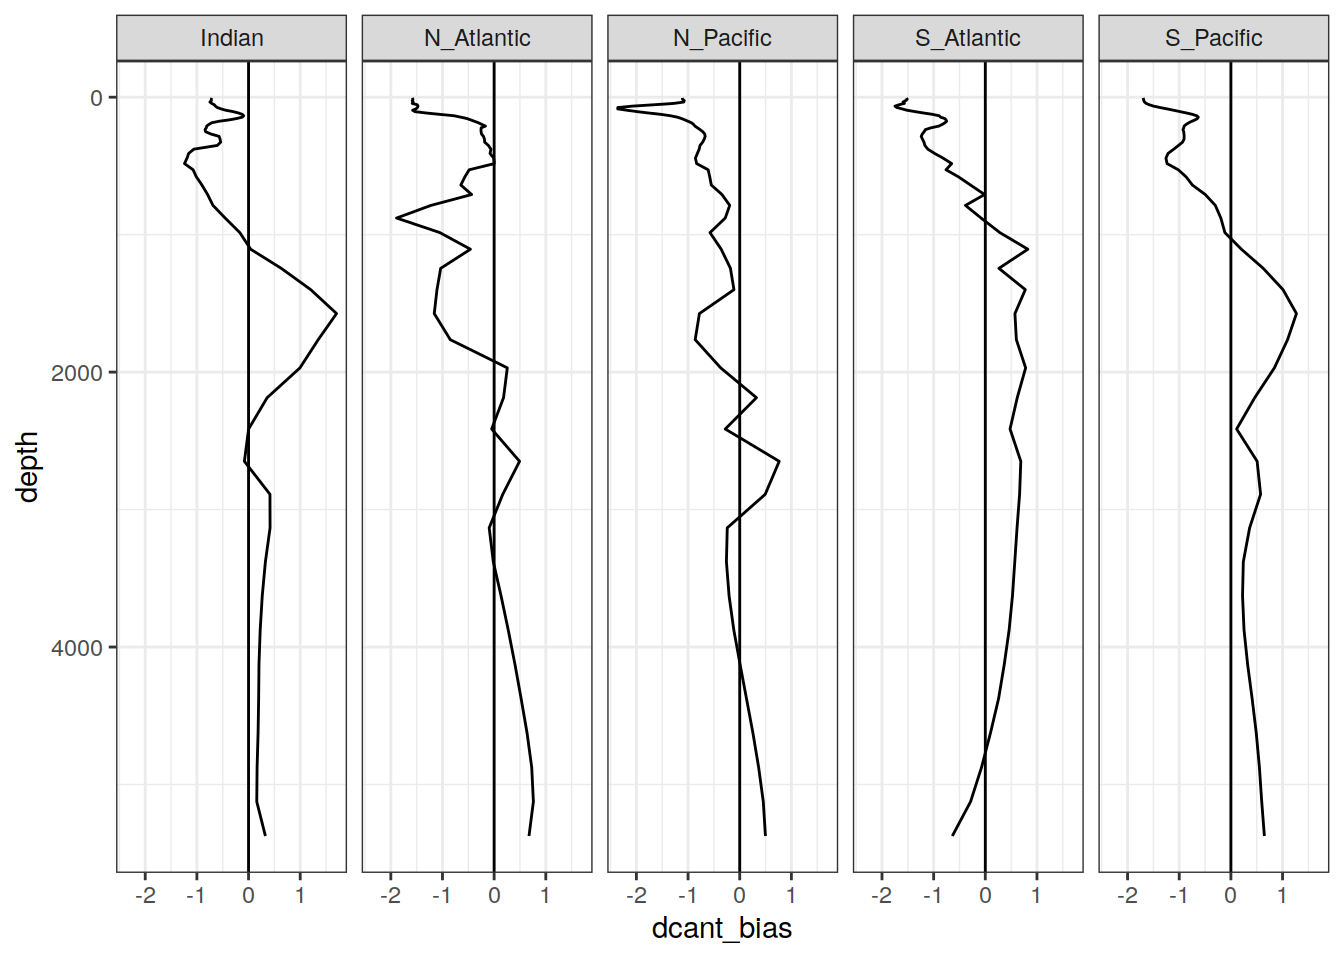 Indian N_Atlantic N_Pacific S_Atlantic S_Pacific
0
2000
4000
depth
-2 -1 0 1 -2 -1 0 1 -2 -1 0 1 -2 -1 0 1 -2 -1 0 1
dcant_bias